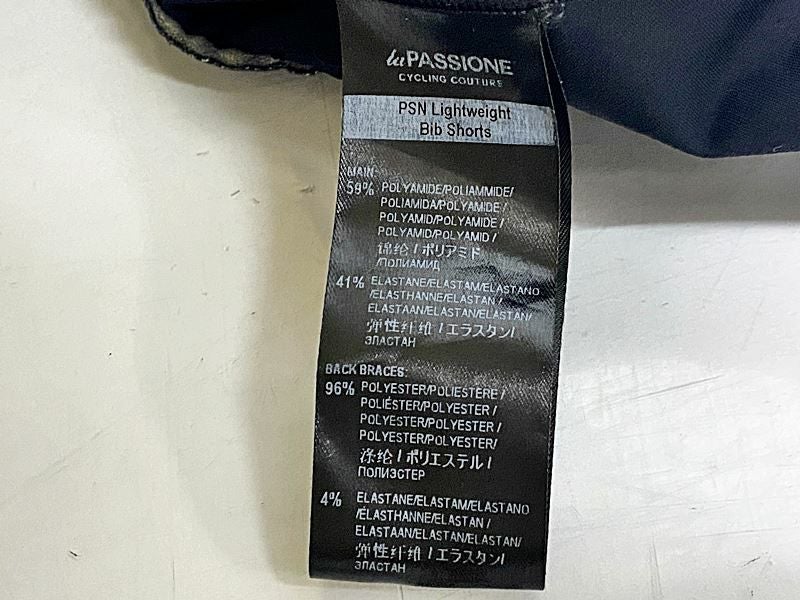 la PASSIONE
CYCLING COUTURE
PSN Lightweight
Bib Shorts
MAIN:
59% POLYAMIDE/POLIAMMIDE/
POLIAMIDA/POLYAMIDE /
POLYAMID/POLYAMIDE /
POLYAMID/POLYAMID /
锦纶 / ポリアミド
/ПОЛИАМИД
41% ELASTANE/ELASTAM/ELASTANO
/ELASTHANNE/ELASTAN /
ELASTAAN/ELASTAN/ELASTAN/
弹性纤维 / エラスタン/
ЭЛАСТАН
BACK BRACES:
96% POLYESTER/POLIESTERE /
POLIÉSTER/POLYESTER /
POLYESTER/POLYESTER /
POLYESTER/POLYESTER/
涤纶 / ポリエステル /
ПОЛИЭСТЕР
4% ELASTANE/ELASTAM/ELASTANO
/ELASTHANNE/ELASTAN /
ELASTAAN/ELASTAN/ELASTAN/
弹性纤维 / エラスタン/
ЭЛАСТАН